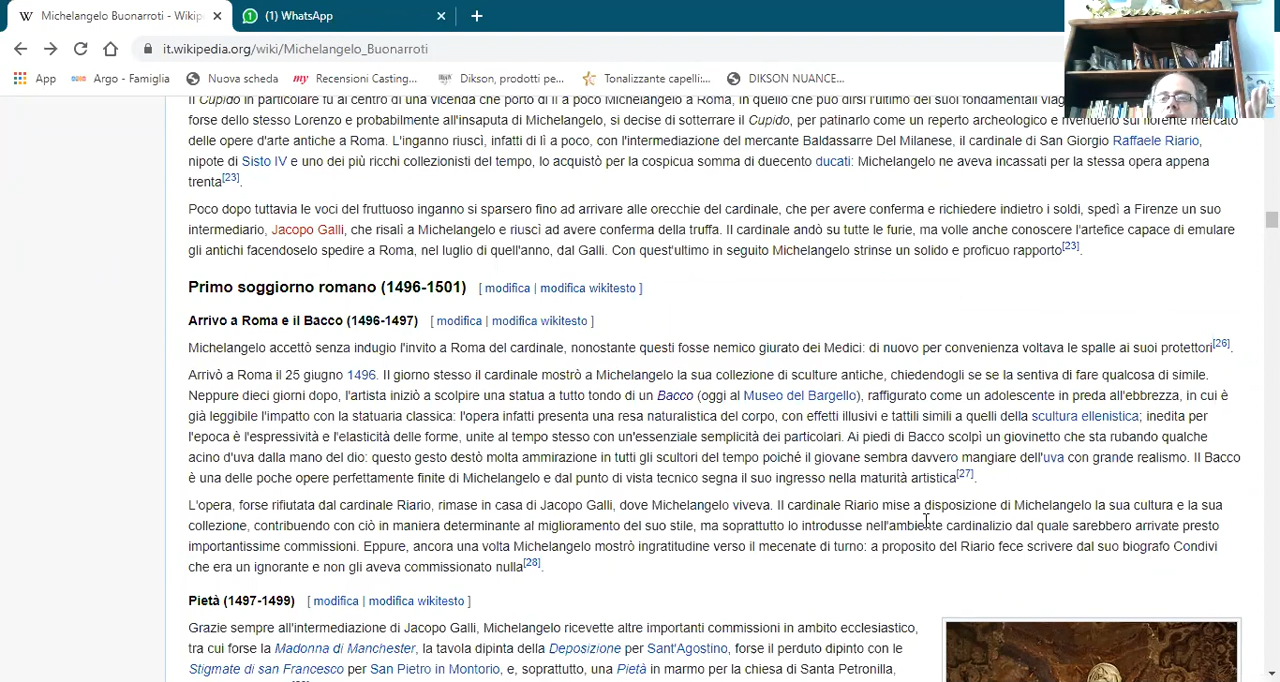 W Michelangelo Buonarroti - Wikip
1 (1) WhatsApp
it.wikipedia.org/wiki/Michelangelo_Buonarroti
App Argo - Famiglia Nuova scheda my Recensioni Casting... Dikson, prodotti pe... Tonalizzante capelli:... DIKSON NUANCE...
Il Cupido in particolare fu al centro di una vicenda che portò di lì a poco Michelangelo a Roma, in quello che può dirsi l'ultimo dei suoi fondamentali viag
forse dello stesso Lorenzo e probabilmente all'insaputa di Michelangelo, si decise di sotterrare il Cupido, per patinarlo come un reperto archeologico e rivenderlo sul florente mercato
delle opere d'arte antiche a Roma. L'inganno riuscì, infatti di lì a poco, con l'intermediazione del mercante Baldassarre Del Milanese, il cardinale di San Giorgio Raffaele Riario,
nipote di Sisto IV e uno dei più ricchi collezionisti del tempo, lo acquistò per la cospicua somma di duecento ducati: Michelangelo ne aveva incassati per la stessa opera appena
trenta[23].
Poco dopo tuttavia le voci del fruttuoso inganno si sparsero fino ad arrivare alle orecchie del cardinale, che per avere conferma e richiedere indietro i soldi, spedì a Firenze un suo
intermediario, Jacopo Galli, che risalì a Michelangelo e riuscì ad avere conferma della truffa. Il cardinale andò su tutte le furie, ma volle anche conoscere l'artefice capace di emulare
gli antichi facendoselo spedire a Roma, nel luglio di quell'anno, dal Galli. Con quest'ultimo in seguito Michelangelo strinse un solido e proficuo rapporto[23].
Primo soggiorno romano (1496-1501) [ modifica | modifica wikitesto ]
Arrivo a Roma e il Bacco (1496-1497) [ modifica | modifica wikitesto ]
Michelangelo accettò senza indugio l'invito a Roma del cardinale, nonostante questi fosse nemico giurato dei Medici: di nuovo per convenienza voltava le spalle ai suoi protettori[26].
Arrivò a Roma il 25 giugno 1496. Il giorno stesso il cardinale mostrò a Michelangelo la sua collezione di sculture antiche, chiedendogli se se la sentiva di fare qualcosa di simile.
Neppure dieci giorni dopo, l'artista iniziò a scolpire una statua a tutto tondo di un Bacco (oggi al Museo del Bargello), raffigurato come un adolescente in preda all'ebbrezza, in cui è
già leggibile l'impatto con la statuaria classica: l'opera infatti presenta una resa naturalistica del corpo, con effetti illusivi e tattili simili a quelli della scultura ellenistica; inedita per
l'epoca è l'espressività e l'elasticità delle forme, unite al tempo stesso con un'essenziale semplicità dei particolari. Ai piedi di Bacco scolpì un giovinetto che sta rubando qualche
acino d'uva dalla mano del dio: questo gesto destò molta ammirazione in tutti gli scultori del tempo poiché il giovane sembra davvero mangiare dell'uva con grande realismo. Il Bacco
è una delle poche opere perfettamente finite di Michelangelo e dal punto di vista tecnico segna il suo ingresso nella maturità artistica[27].
L'opera, forse rifiutata dal cardinale Riario, rimase in casa di Jacopo Galli, dove Michelangelo viveva. Il cardinale Riario mise a disposizione di Michelangelo la sua cultura e la sua
collezione, contribuendo con ciò in maniera determinante al miglioramento del suo stile, ma soprattutto lo introdusse nell'ambiente cardinalizio dal quale sarebbero arrivate presto
importantissime commissioni. Eppure, ancora una volta Michelangelo mostrò ingratitudine verso il mecenate di turno: a proposito del Riario fece scrivere dal suo biografo Condivi
che era un ignorante e non gli aveva commissionato nulla[28].
Pietà (1497-1499) [ modifica | modifica wikitesto ]
Grazie sempre all'intermediazione di Jacopo Galli, Michelangelo ricevette altre importanti commissioni in ambito ecclesiastico,
tra cui forse la Madonna di Manchester, la tavola dipinta della Deposizione per Sant'Agostino, forse il perduto dipinto con le
Stigmate di san Francesco per San Pietro in Montorio, e, soprattutto, una Pietà in marmo per la chiesa di Santa Petronilla,